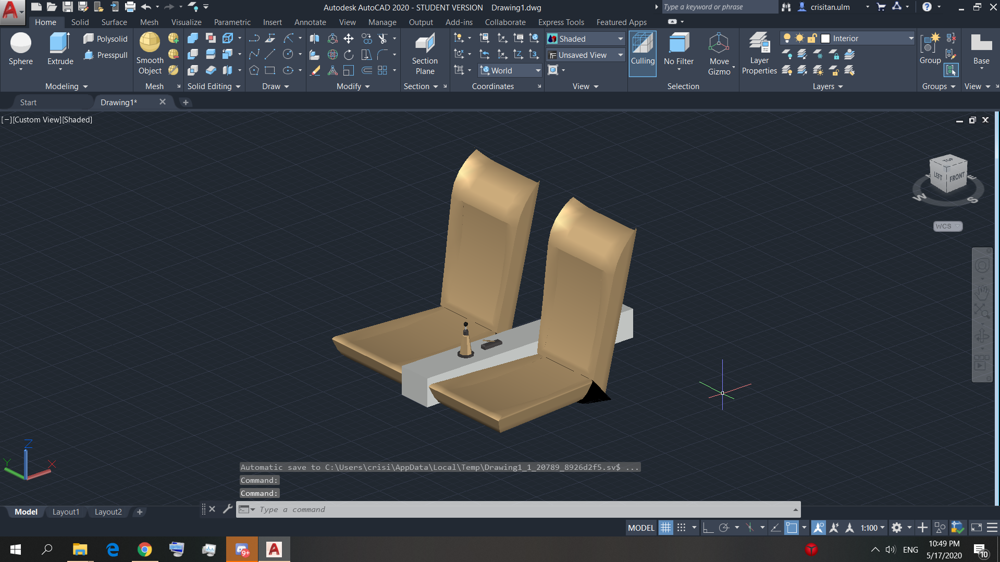 Autodesk AutoCAD 2020 - STUDENT VERSION Drawing1.dwg
Type a keyword or phrase
crisitan.ulm
Home Solid Surface Mesh Visualize Parametric Insert Annotate View Manage Output Add-ins Collaborate Express Tools Featured Apps
Sphere
Extrude
Polysolid
Presspull
Modeling
Smooth
Object
Mesh
Solid Editing
Draw
Modify
Section
Plane
Section
World
Coordinates
Shaded
Unsaved View
View
Culling
No Filter
Move
Gizmo
Selection
Layer
Properties
Interior
Layers
Group
Groups
Base
View
Start
Drawing1*
[−][Custom View][Shaded]
TOP
LEFT
FRONT
W
S
E
WCS
Z
Y
X
Automatic save to C:\Users\crisi\AppData\Local\Temp\Drawing1_1_20789_8926d2f5.sv$ ...
Command:
Command:
Type a command
Model Layout1 Layout2
MODEL
1:100
9+
ENG
10:49 PM
5/17/2020
10